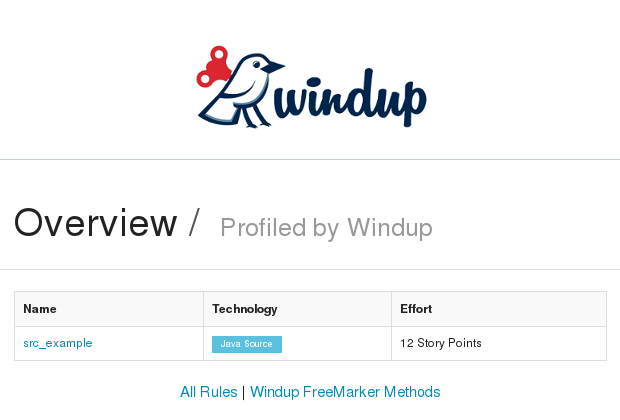 windup
Overview / Profiled by Windup
Name Technology Effort
src_example Java Source 12 Story Points
All Rules | Windup FreeMarker Methods